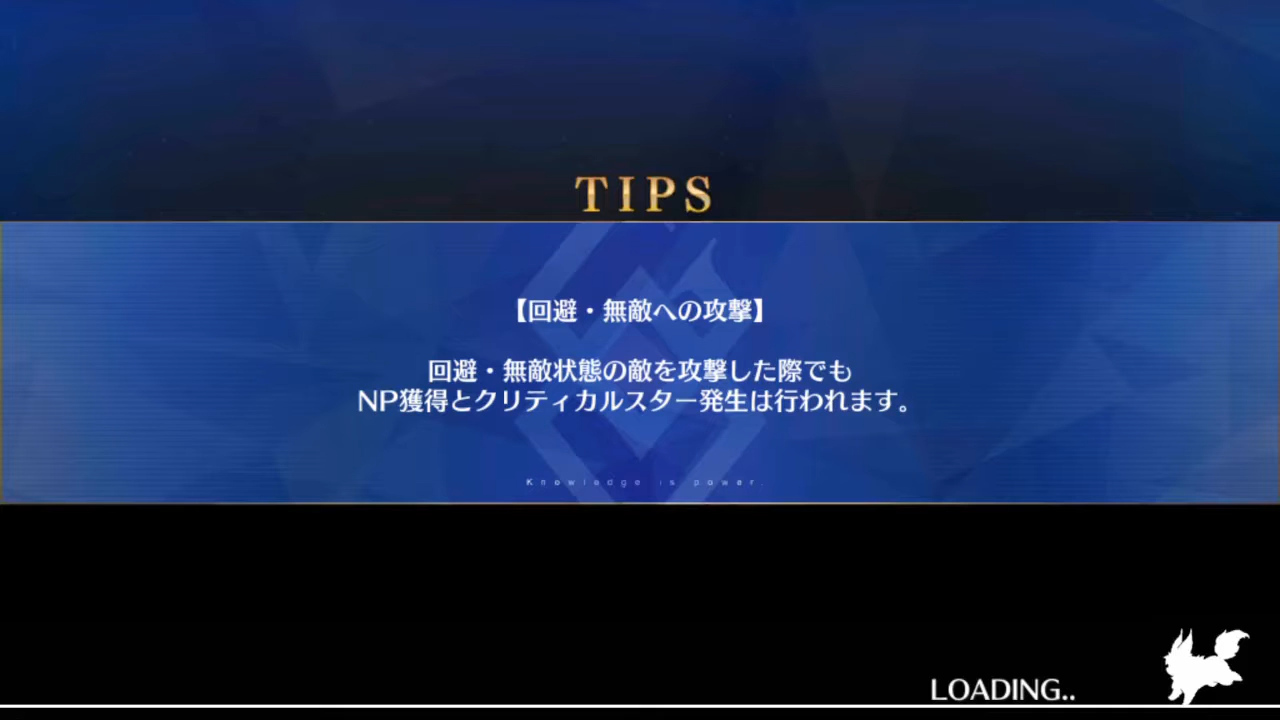 TIPS
【回避・無敵への攻撃】
回避・無敵状態の敵を攻撃した際でも
NP獲得とクリティカルスター発生は行われます。
Knowledge is power.
LOADING..